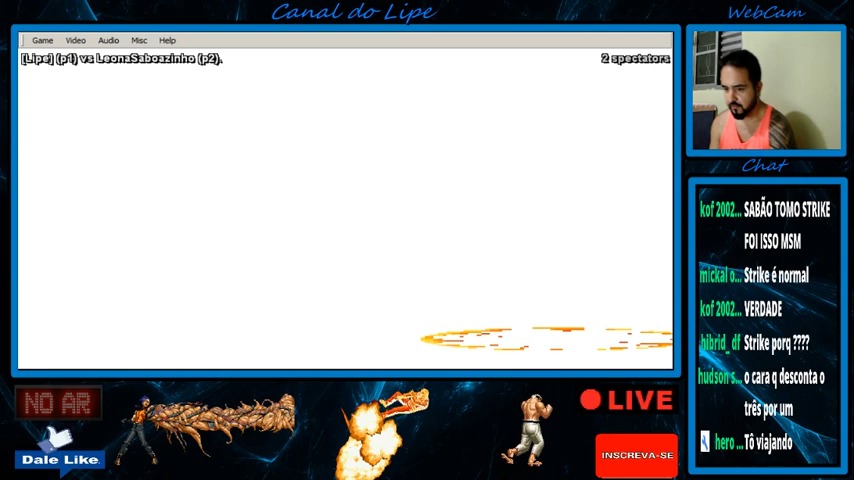 Canal do Lipe
WebCam
Game Video Audio Misc Help
[Lipe] (p1) vs LeonaSaboazinho (p2).
2 spectators
Chat
kof 2002... SABÃO TOMO STRIKE
FOI ISSO MSM
mickal o... Strike é normal
kof 2002... VERDADE
hibrid_df Strike porq ????
hudson s... o cara q desconta o
três por um
hero ... Tô viajando
NO AR
Dale Like.
LIVE
INSCREVA-SE